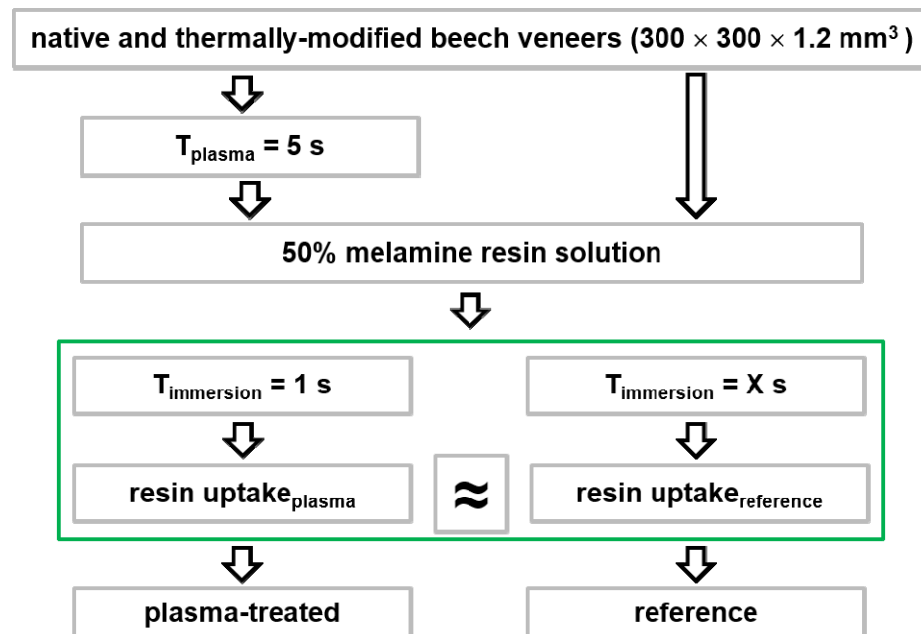 native and thermally-modified beech veneers (300 × 300 × 1.2 mm³ )
T_plasma = 5 s
50% melamine resin solution
T_immersion = 1 s
T_immersion = X s
resin uptake_plasma
≈
resin uptake_reference
plasma-treated
reference